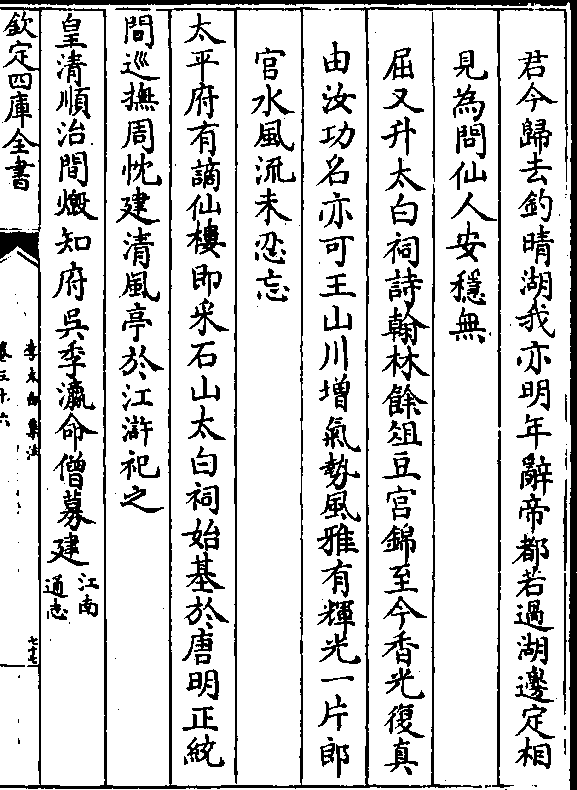 君今歸去釣晴湖我亦明年辭帝都若過湖邊定相
見為問仙人安穩無
屈又升太白祠詩翰林餘俎豆宮錦至今香光復真
由汝功名亦可王山川增氣勢風雅有輝光一片郎
官水風流未忍忘
太平府有謫仙樓即采石山太白祠始基於唐明正統
間巡撫周忱建清風亭於江滸祀之
皇清順治間燬知府吳季瀛命僧募建江南通志
欽定四庫全書
李太白集注
卷三十六
七十七